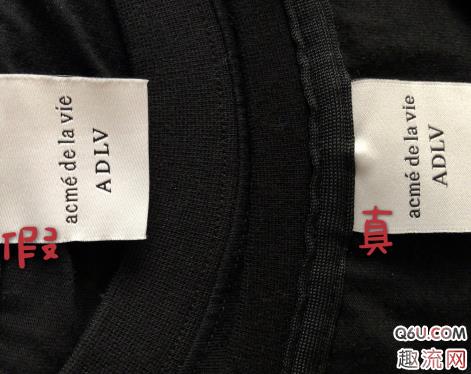 acmé de la vie
ADLV
假
acmé de la vie
ADLV
真
Q6U.COM
趣流网